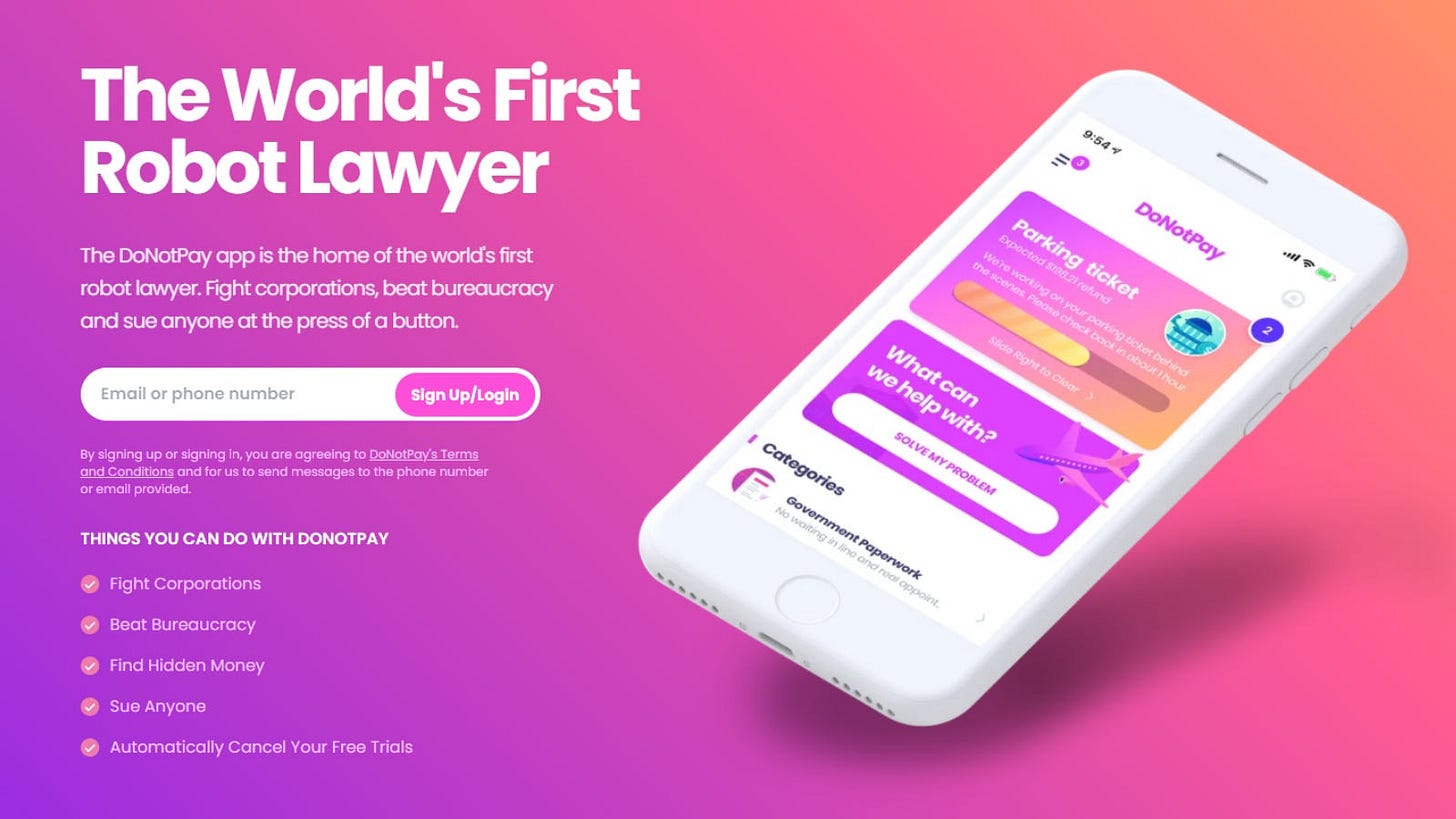 The World's First
Robot Lawyer
The DoNotPay app is the home of the world's first
robot lawyer. Fight corporations, beat bureaucracy
and sue anyone at the press of a button.
Email or phone number
Sign Up/Login
By signing up or signing in, you are agreeing to DoNotPay's Terms
and Conditions and for us to send messages to the phone number
or email provided.
THINGS YOU CAN DO WITH DONOTPAY
Fight Corporations
Beat Bureaucracy
Find Hidden Money
Sue Anyone
Automatically Cancel Your Free Trials
9:54
3
DoNotPay
Parking ticket
Expected $198.21 refund
We're working on your parking ticket behind
the scenes. Please check back in about 1 hour.
Slide Right to Clear
2
What can
we help with?
SOLVE MY PROBLEM
Categories
Government Paperwork
No waiting in line and real appoint.